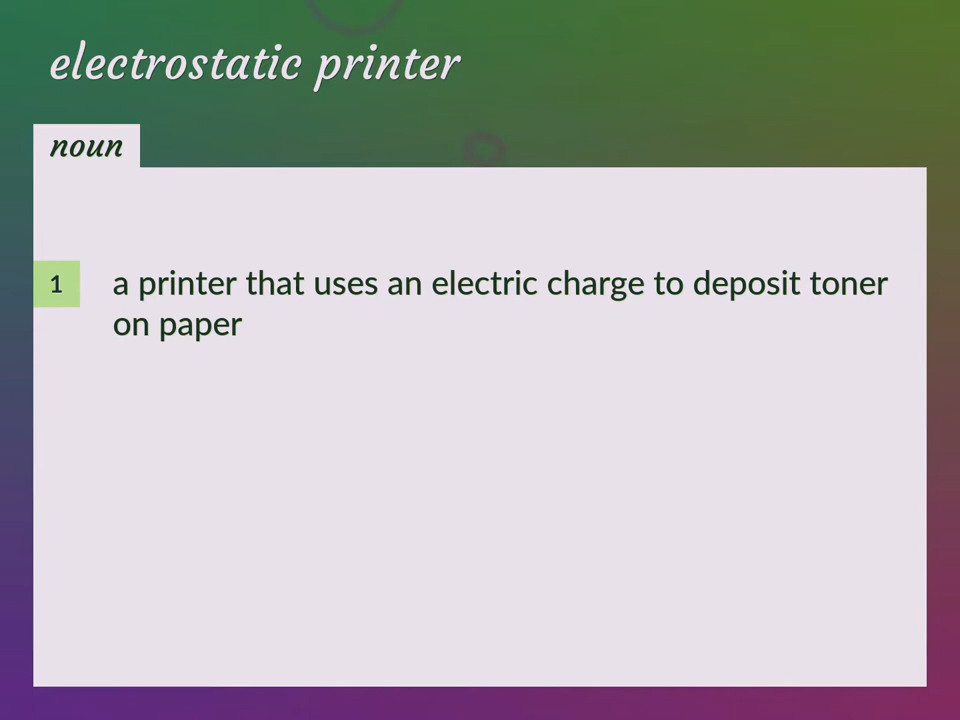 electrostatic printer
noun
1 a printer that uses an electric charge to deposit toner
on paper